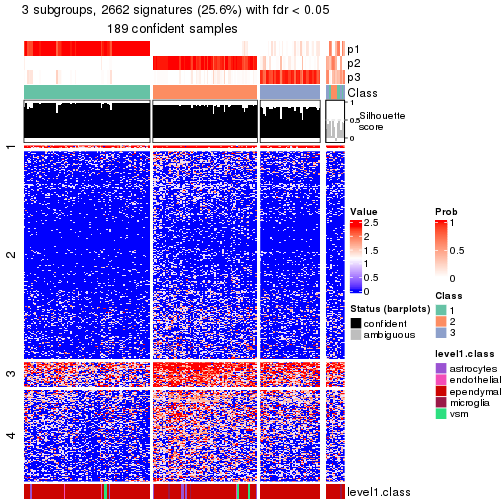 3 subgroups, 2662 signatures (25.6%) with fdr < 0.05
189 confident samples
p1
p2
p3
Class
1
0.5
0
Silhouette
score
1
2
3
4
level1.class
Value
2.5
2
1.5
1
0.5
0
Prob
1
0.5
0
Status (barplots)
confident
ambiguous
Class
1
2
3
level1.class
astrocytes
endothelial
ependymal
microglia
vsm